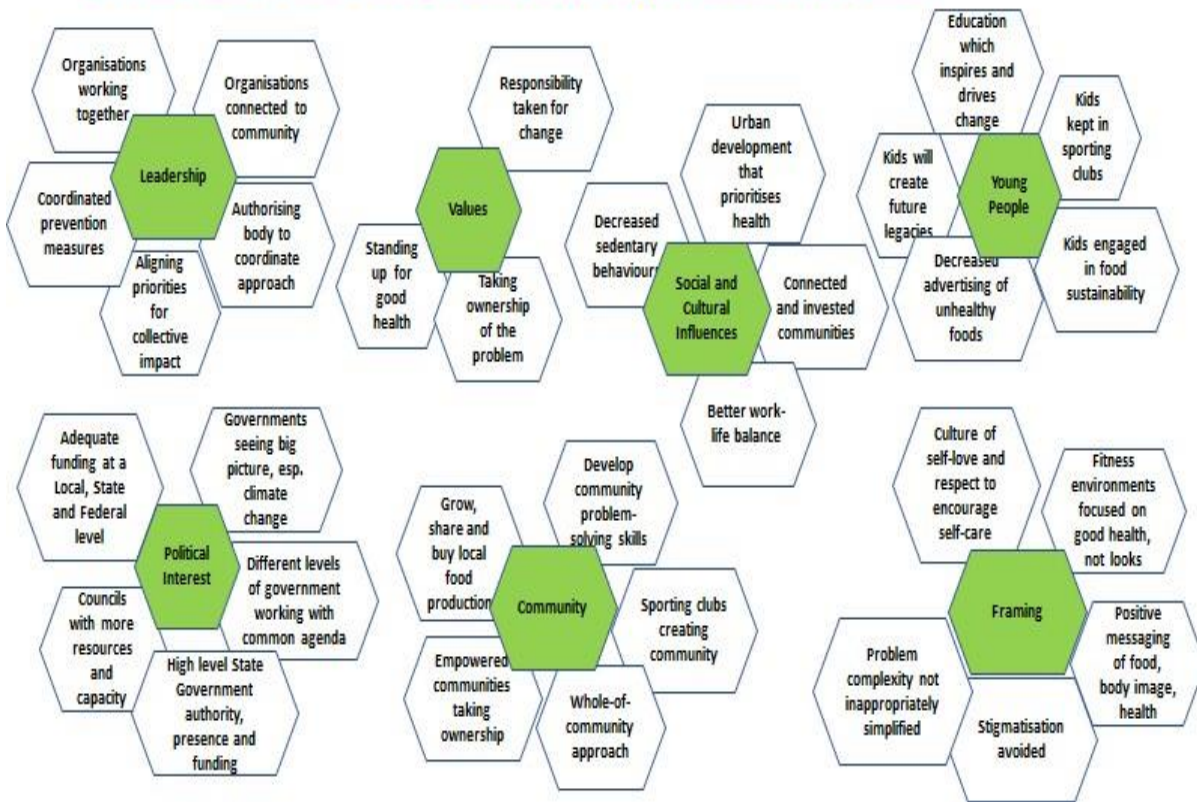 Organisations
working
together
Organisations
connected to
community
Leadership
Coordinated
prevention
measures
Authorising
body to
coordinate
approach
Aligning
priorities
for
collective
impact
Responsibility
taken for
change
Values
Standing
up for
good
health
Taking
ownership
of the
problem
Urban
development
that
prioritises
health
Decreased
sedentary
behaviours
Social and
Cultural
Influences
Connected
and invested
communities
Better work-
life balance
Education
which
inspires and
drives
change
Kids
kept in
sporting
clubs
Kids will
create
future
legacies
Young
People
Decreased
advertising of
unhealthy
foods
Kids engaged
in food
sustainability
Adequate
funding at a
Local, State
and Federal
level
Governments
seeing big
picture, esp.
climate
change
Political
Interest
Different levels
of government
working with
common agenda
Councils
with more
resources
and
capacity
High level State
Government
authority,
presence and
funding
Develop
community
problem-
solving skills
Grow,
share and
buy local
food
production
Community
Sporting clubs
creating
community
Empowered
communities
taking
ownership
Whole-of-
community
approach
Culture of
self-love and
respect to
encourage
self-care
Fitness
environments
focused on
good health,
not looks
Framing
Problem
complexity not
inappropriately
simplified
Positive
messaging
of food,
body image,
health
Stigmatisation
avoided